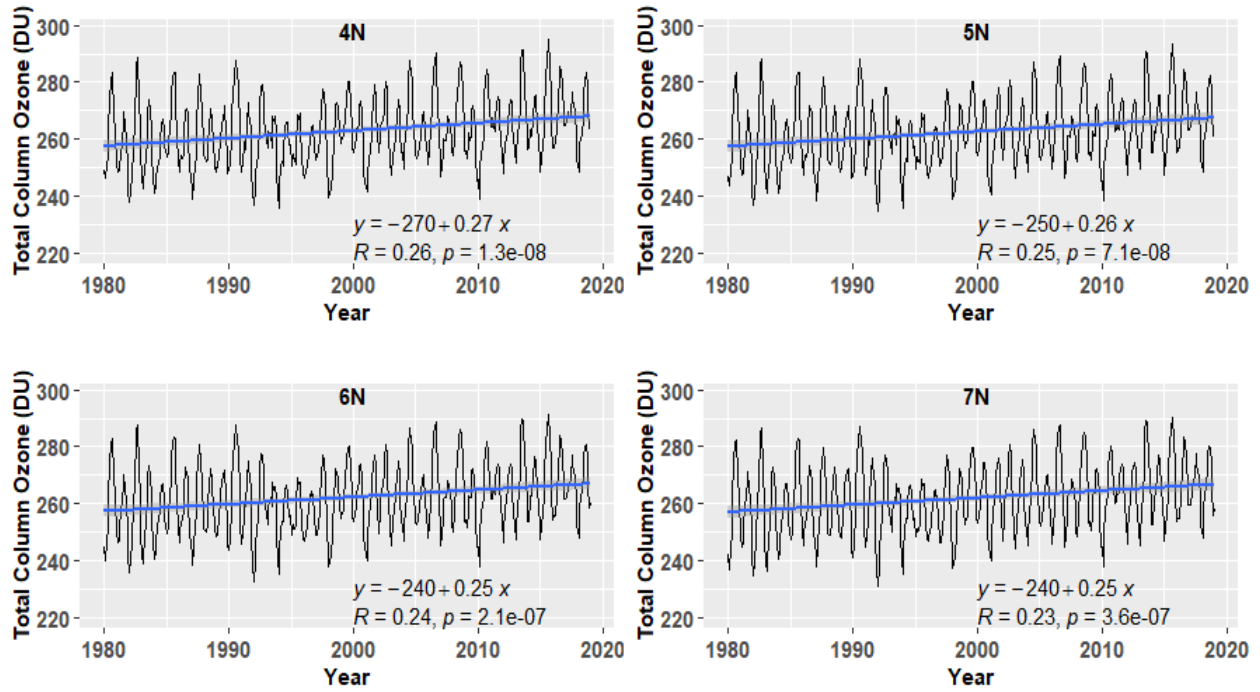 4N
Total Column Ozone (DU)
300
280
260
240
220
y = −270 + 0.27 x
R = 0.26, p = 1.3e-08
1980 1990 2000 2010 2020
Year
5N
Total Column Ozone (DU)
300
280
260
240
220
y = −250 + 0.26 x
R = 0.25, p = 7.1e-08
1980 1990 2000 2010 2020
Year
6N
Total Column Ozone (DU)
300
280
260
240
220
y = −240 + 0.25 x
R = 0.24, p = 2.1e-07
1980 1990 2000 2010 2020
Year
7N
Total Column Ozone (DU)
300
280
260
240
220
y = −240 + 0.25 x
R = 0.23, p = 3.6e-07
1980 1990 2000 2010 2020
Year